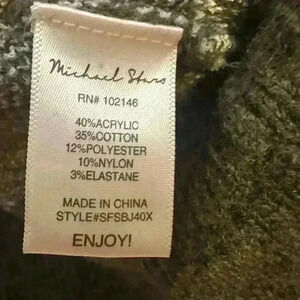 Michael Stars
RN# 102146
40%ACRYLIC
35%COTTON
12%POLYESTER
10%NYLON
3%ELASTANE
MADE IN CHINA
STYLE#SFSBJ40X
ENJOY!